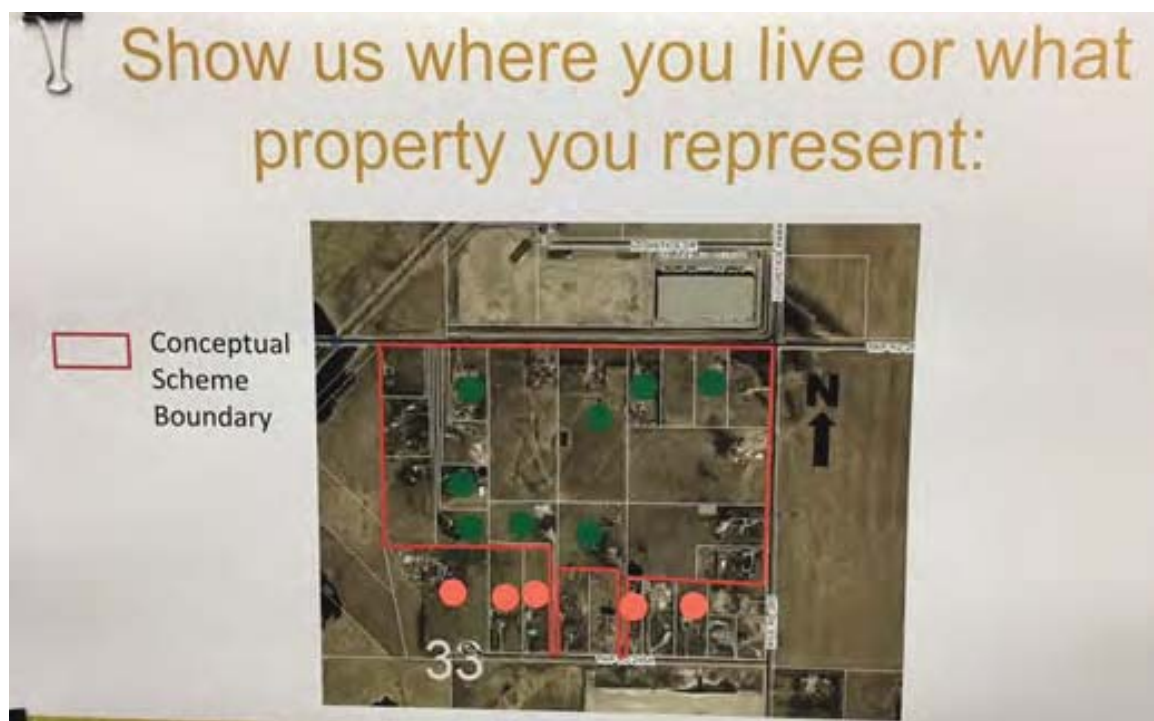 Show us where you live or what
property you represent:
Conceptual
Scheme
Boundary
N
33